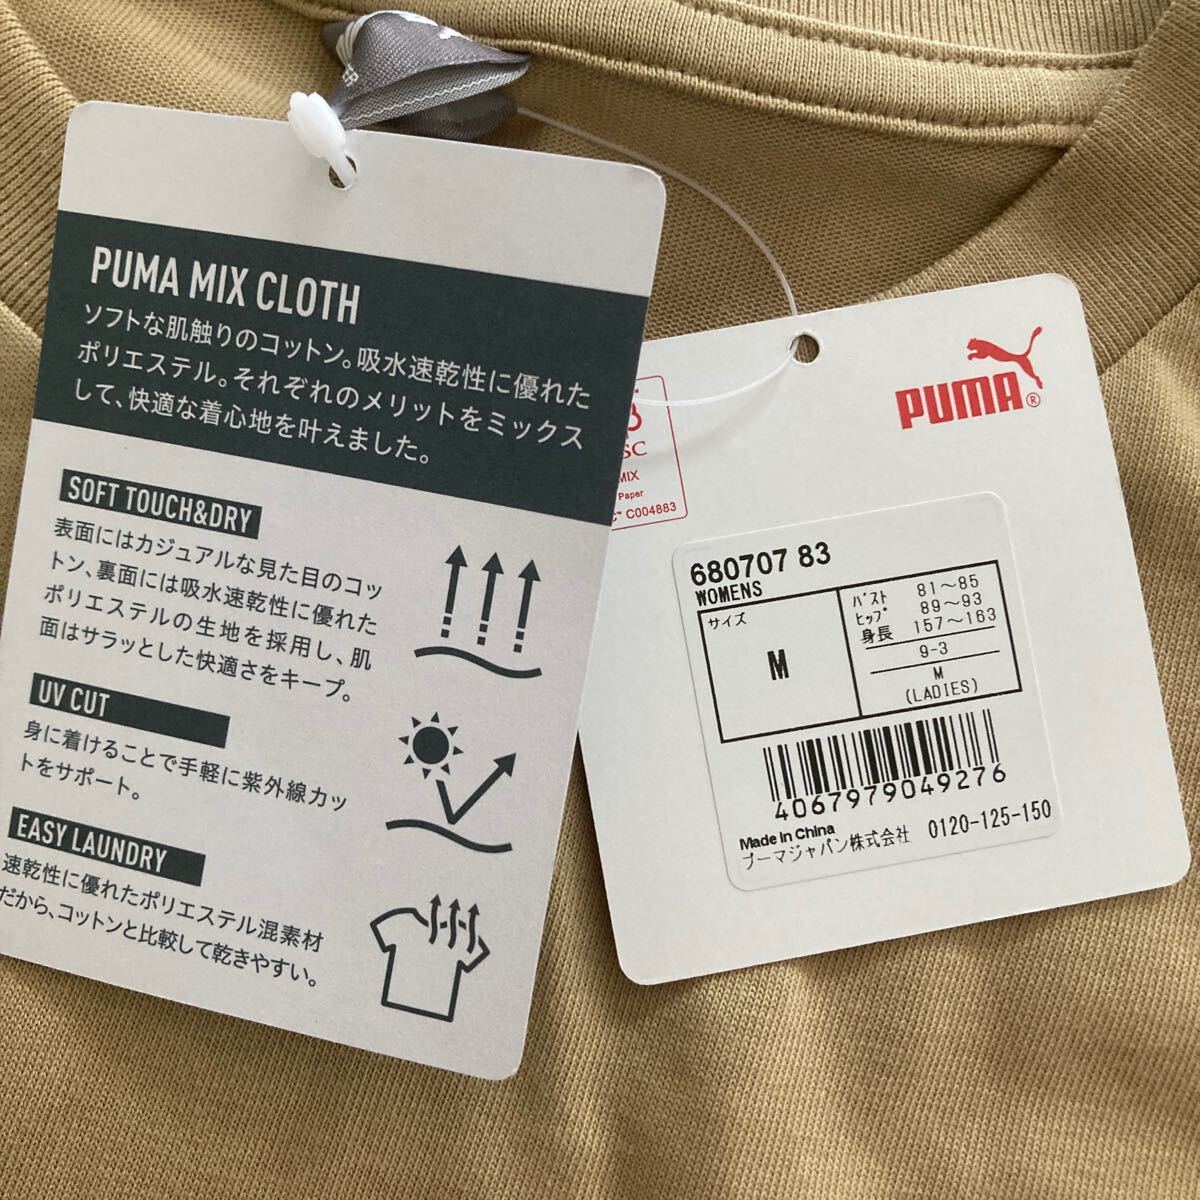 PUMA MIX CLOTH
ソフトな肌触りのコットン。吸水速乾性に優れた
ポリエステル。それぞれのメリットをミックス
して、快適な着心地を叶えました。
SOFT TOUCH&DRY
表面にはカジュアルな見た目のコッ
トン、裏面には吸水速乾性に優れた
ポリエステルの生地を採用し、肌
面はサラッとした快適さをキープ。
UV CUT
身に着けることで手軽に紫外線カッ
トをサポート。
EASY LAUNDRY
速乾性に優れたポリエステル混素材
だから、コットンと比較して乾きやすい。
PUMA®
SC
MIX
Paper
C™ C004883
680707 83
WOMENS
サイズ
M
バスト 81〜85
ヒップ 89〜93
身長 157〜163
9-3
M
(LADIES)
4067979049276
Made in China
プーマジャパン株式会社 0120-125-150